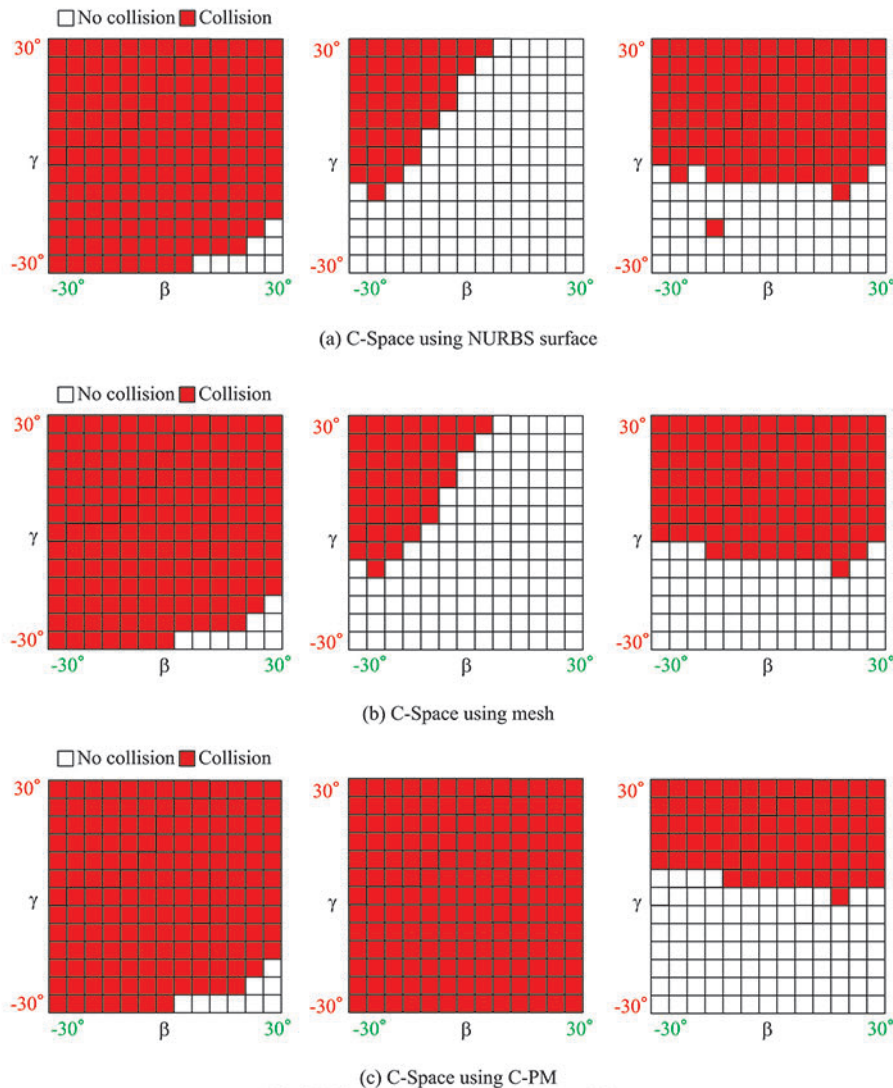 No collision Collision
30° γ -30° -30° β 30°
30° γ -30° -30° β 30°
30° γ -30° -30° β 30°
(a) C-Space using NURBS surface
No collision Collision
30° γ -30° -30° β 30°
30° γ -30° -30° β 30°
30° γ -30° -30° β 30°
(b) C-Space using mesh
No collision Collision
30° γ -30° -30° β 30°
30° γ -30° -30° β 30°
30° γ -30° -30° β 30°
(c) C-Space using C-PM